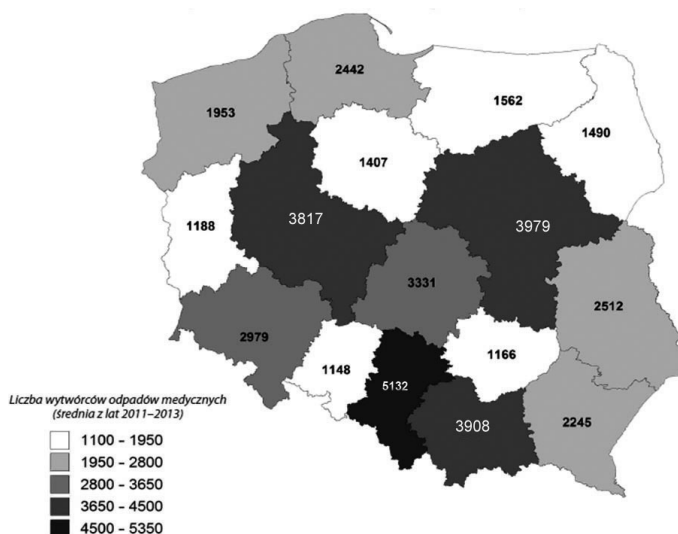 2442
1953
1562
1490
1407
1188
3817
3979
3331
2512
2979
1148
1166
5132
3908
2245
Liczba wytwórców odpadów medycznych
(średnia z lat 2011–2013)
1100 - 1950
1950 - 2800
2800 - 3650
3650 - 4500
4500 - 5350